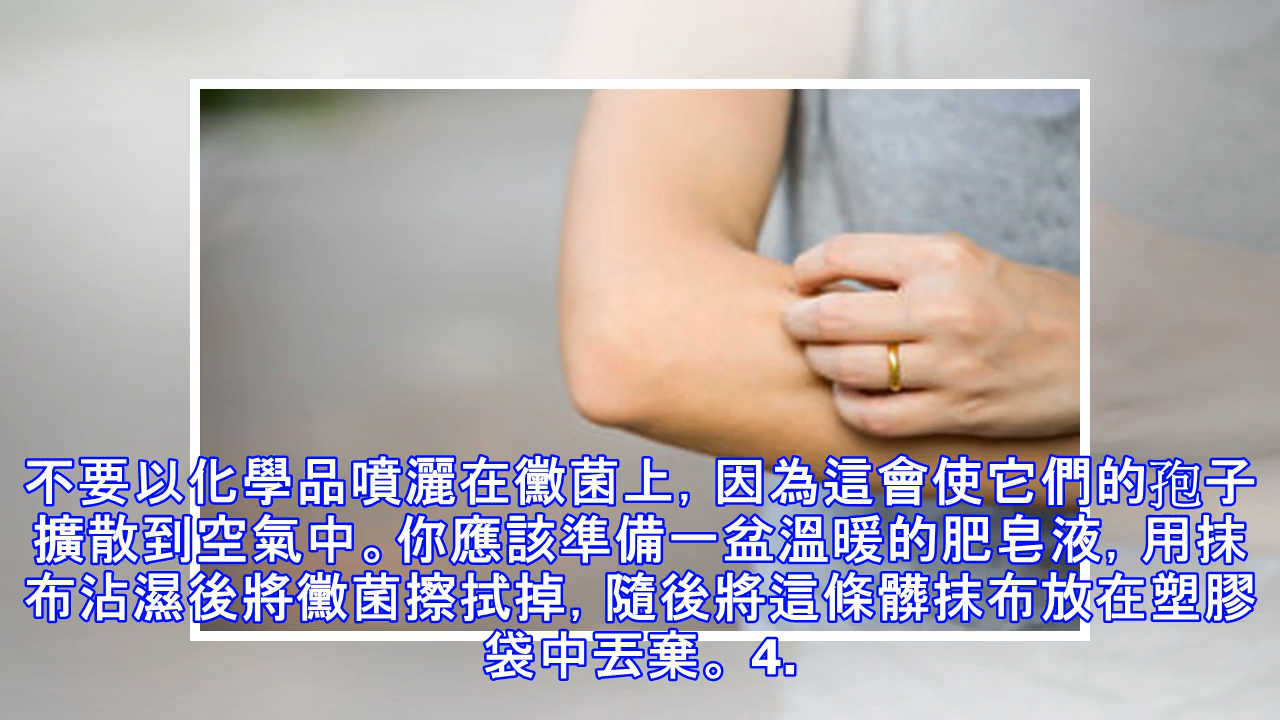 不要以化學品噴灑在黴菌上, 因為這會使它們的孢子
擴散到空氣中。你應該準備一盆溫暖的肥皂液, 用抹
布沾濕後將黴菌擦拭掉, 隨後將這條髒抹布放在塑膠
袋中丟棄。4.